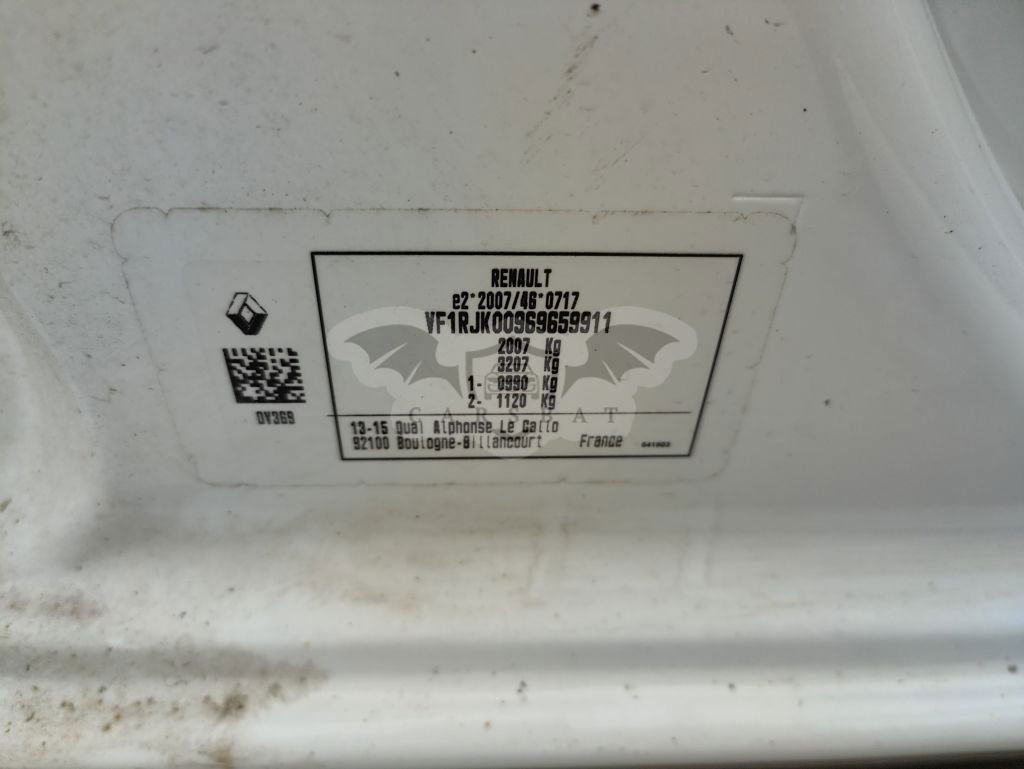 RENAULT
e2*2007/46*0717
VF1RJK00969659911
2007 Kg
3207 Kg
1- 0990 Kg
2- 1120 Kg
DV369
CARSBAT
13-15 Quai Alphonse Le Gallo
92100 Boulogne-Billancourt France